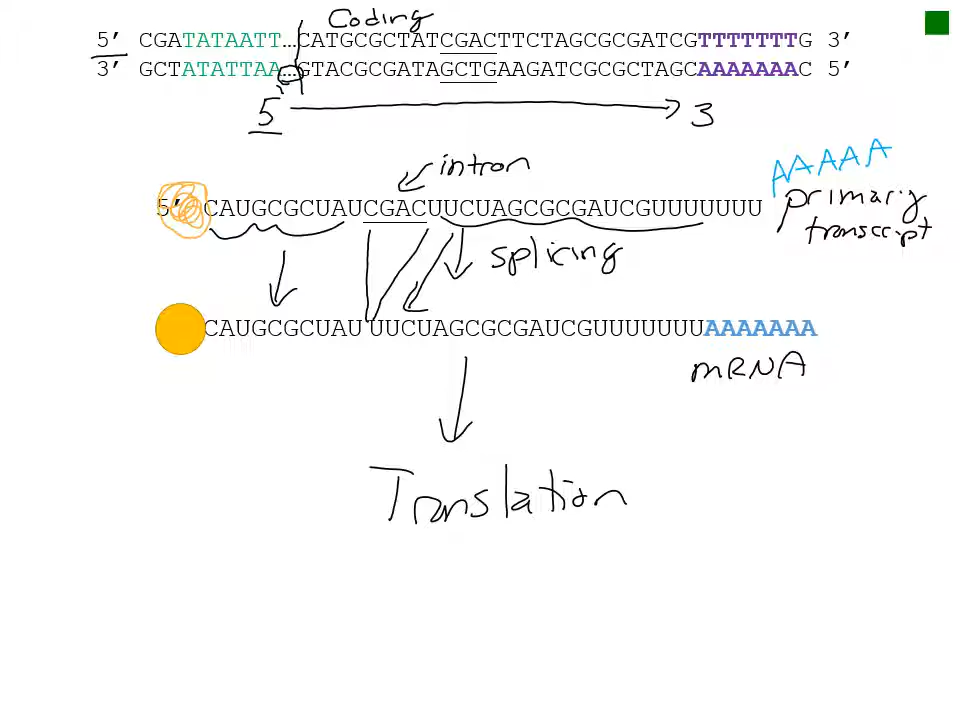 Coding
5’ CGATATAATT…CATGCGCTATCGACTTCTAGCGCGATCGTTTTTTTG 3’
3’ GCTATATTAA…GTACGCGATAGCTGAAGATCGCGCTAGCAAAAAAAC 5’
5 3
intron
AAAAA
5’ CAUGCGCUAUCGACUUCUAGCGCGAUCGUUUUUUU
primary
transcript
splicing
CAUGCGCUAU UUCUAGCGCGAUCGUUUUUUUAAAAAAA
mRNA
Translation